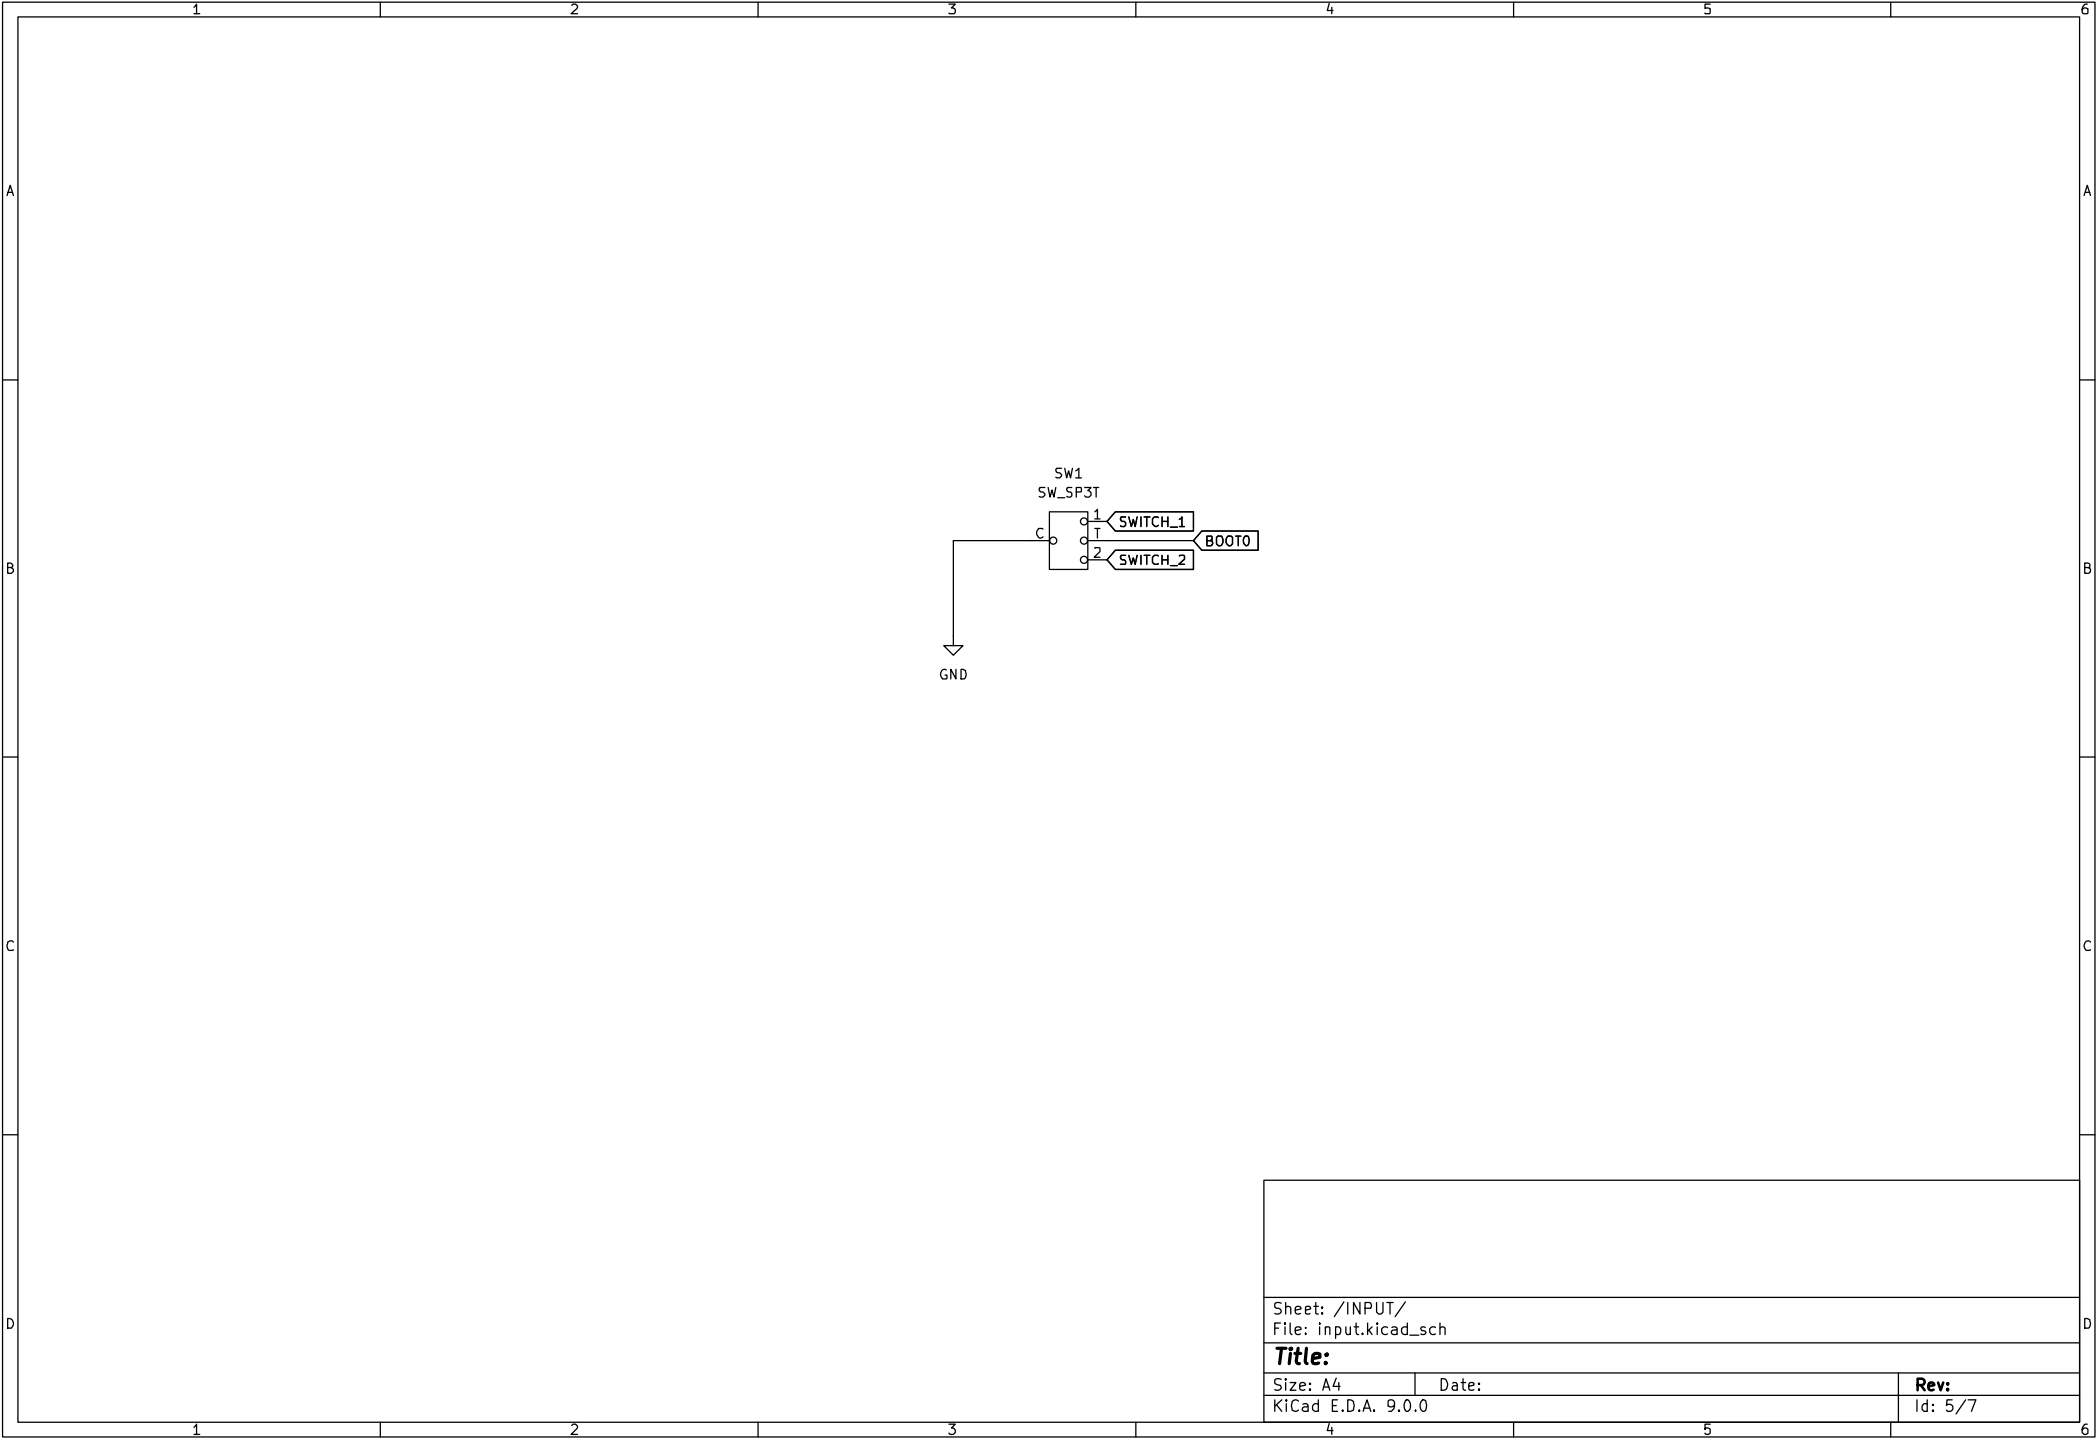 1 2 3 4 5 6
A A
SW1
SW_SP3T
1 SWITCH_1
C T BOOT0
2 SWITCH_2
B B
GND
C C
Sheet: /INPUT/
File: input.kicad_sch
D D
Title:
Size: A4 Date: Rev:
KiCad E.D.A. 9.0.0 Id: 5/7
1 2 3 4 5 6